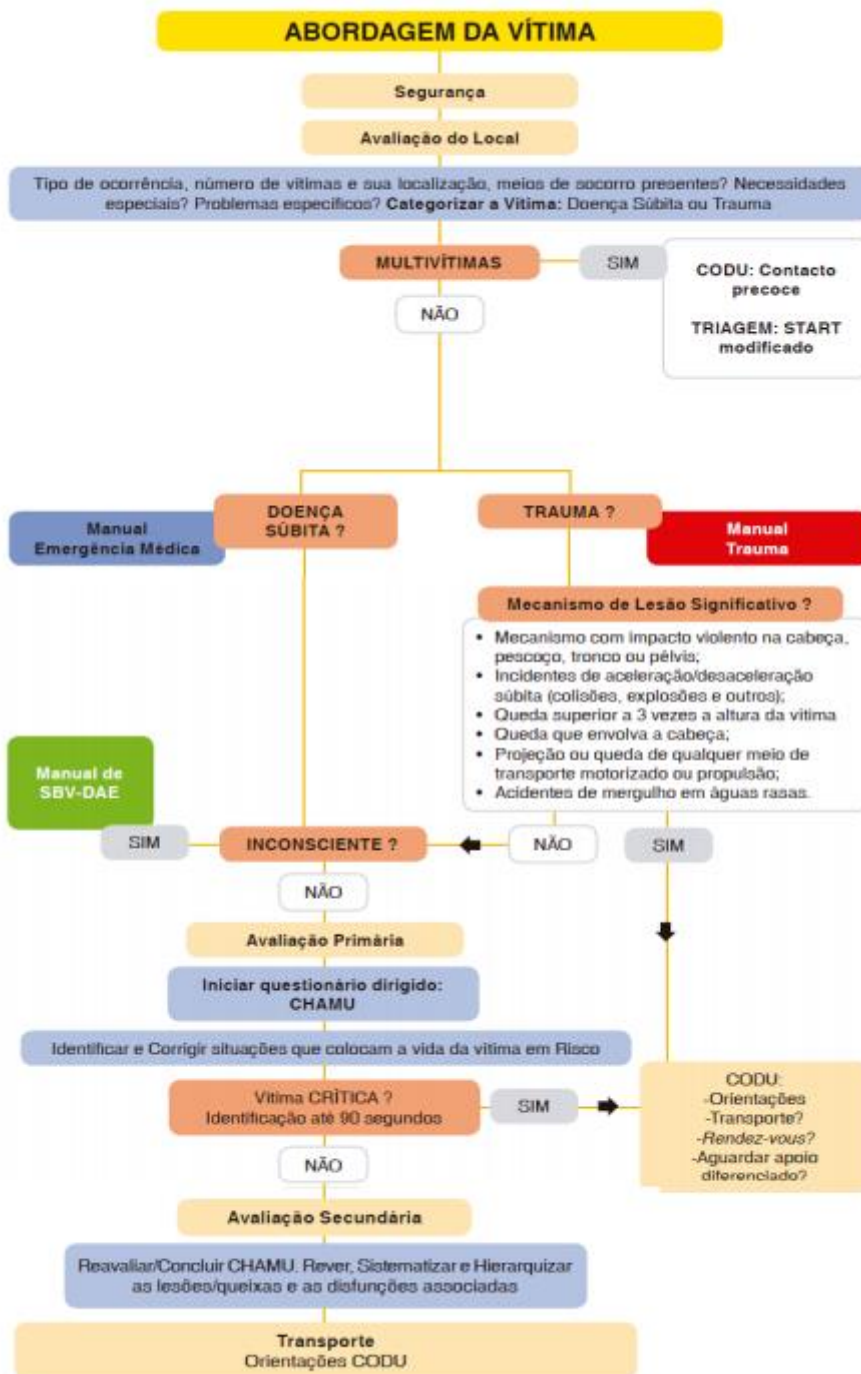 ABORDAGEM DA VÍTIMA
Segurança
Avaliação do Local
Tipo de ocorrência, número de vítimas e sua localização, meios de socorro presentes? Necessidades
especiais? Problemas específicos? Categorizar a Vítima: Doença Súbita ou Trauma
MULTIVÍTIMAS
SIM
CODU: Contacto
precoce
TRIAGEM: START
modificado
NÃO
Manual
Emergência Médica
DOENÇA
SÚBITA ?
TRAUMA ?
Manual
Trauma
Mecanismo de Lesão Significativo ?
• Mecanismo com impacto violento na cabeça,
pescoço, tronco ou pélvis;
• Incidentes de aceleração/desaceleração
súbita (colisões, explosões e outros);
• Queda superior a 3 vezes a altura da vítima
• Queda que envolva a cabeça;
• Projeção ou queda de qualquer meio de
transporte motorizado ou propulsão;
• Acidentes de mergulho em águas rasas.
Manual de
SBV-DAE
SIM
INCONSCIENTE ?
NÃO
SIM
NÃO
Avaliação Primária
Iniciar questionário dirigido:
CHAMU
Identificar e Corrigir situações que colocam a vida da vítima em Risco
Vítima CRÍTICA ?
Identificação até 90 segundos
SIM
CODU:
-Orientações
-Transporte?
-Rendez-vous?
-Aguardar apoio
diferenciado?
NÃO
Avaliação Secundária
Reavaliar/Concluir CHAMU. Rever, Sistematizar e Hierarquizar
as lesões/queixas e as disfunções associadas
Transporte
Orientações CODU